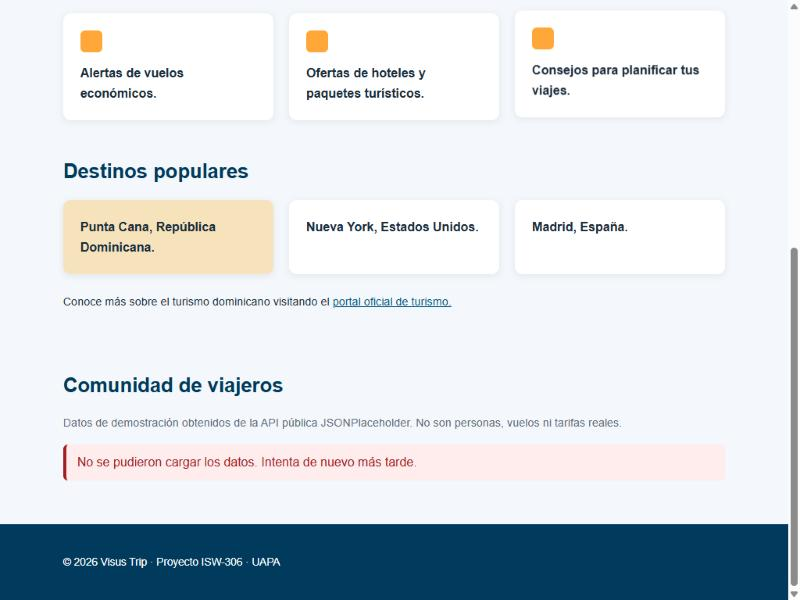 Alertas de vuelos
económicos.
Ofertas de hoteles y
paquetes turísticos.
Consejos para planificar tus
viajes.
Destinos populares
Punta Cana, República
Dominicana.
Nueva York, Estados Unidos.
Madrid, España.
Conoce más sobre el turismo dominicano visitando el portal oficial de turismo.
Comunidad de viajeros
Datos de demostración obtenidos de la API pública JSONPlaceholder. No son personas, vuelos ni tarifas reales.
No se pudieron cargar los datos. Intenta de nuevo más tarde.
© 2026 Visus Trip · Proyecto ISW-306 · UAPA